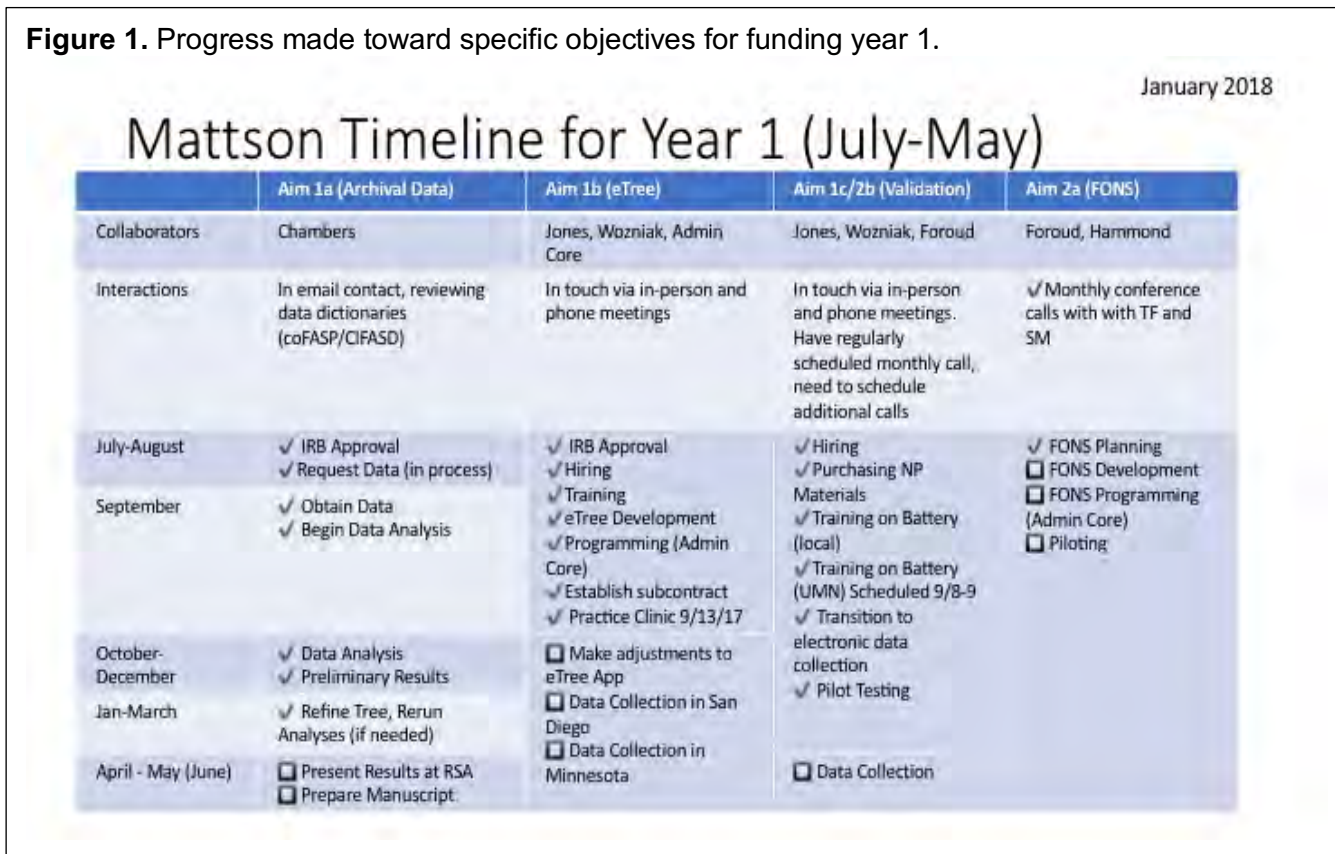 Figure 1. Progress made toward specific objectives for funding year 1.
January 2018
Mattson Timeline for Year 1 (July-May)
Aim 1a (Archival Data)
Aim 1b (eTree)
Aim 1c/2b (Validation)
Aim 2a (FONS)
Collaborators
Chambers
Jones, Wozniak, Admin
Core
Jones, Wozniak, Foroud
Foroud, Hammond
Interactions
In email contact, reviewing
data dictionaries
(coFASP/CIFASD)
In touch via in-person and
phone meetings
In touch via in-person
and phone meetings.
Have regularly
scheduled monthly call,
need to schedule
additional calls
✓Monthly conference
calls with with TF and
SM
July-August
✓ IRB Approval
✓Request Data (in process)
✓ IRB Approval
✓Hiring
✓Training
✓eTree Development
✓Programming (Admin
Core)
✓Establish subcontract
✓ Practice Clinic 9/13/17
✓Hiring
✓Purchasing NP
Materials
✓Training on Battery
(local)
✓Training on Battery
(UMN) Scheduled 9/8-9
✓ Transition to
electronic data
collection
✓ Pilot Testing
✓ FONS Planning
☐ FONS Development
☐ FONS Programming
(Admin Core)
☐ Piloting
September
✓ Obtain Data
✓ Begin Data Analysis
October-
December
✓ Data Analysis
✓ Preliminary Results
☐ Make adjustments to
eTree App
☐ Data Collection in San
Diego
☐ Data Collection in
Minnesota
Jan-March
✓ Refine Tree, Rerun
Analyses (if needed)
April - May (June)
☐ Present Results at RSA
☐ Prepare Manuscript
☐ Data Collection